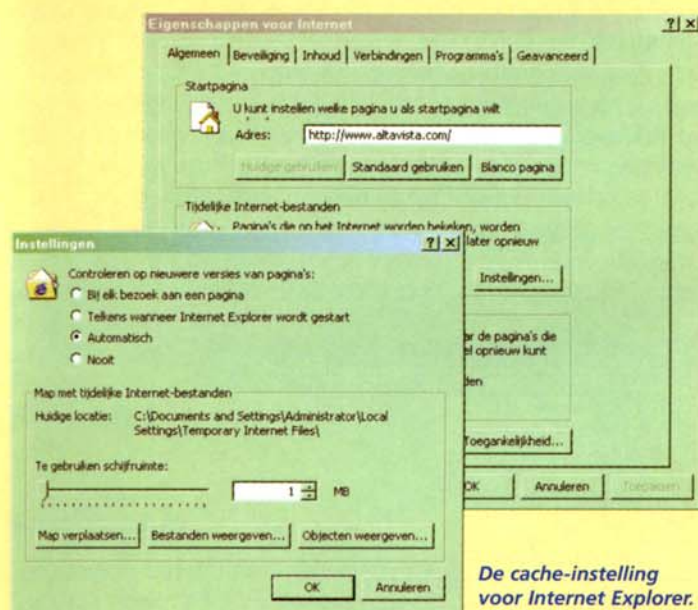 Eigenschappen voor Internet
Algemeen Beveiliging Inhoud Verbindingen Programma's Geavanceerd
Startpagina
U kunt instellen welke pagina u als startpagina wilt
Adres: http://www.altavista.com/
Huidige gebruiken Standaard gebruiken Blanco pagina
Tijdelijke Internet-bestanden
Pagina's die op het Internet worden bekeken, worden
later opnieuw
Instellingen...
ar de pagina's die
el opnieuw kunt
den
Toegankelijkheid...
OK Annuleren Toepassen
Instellingen
Controleren op nieuwere versies van pagina's:
Bij elk bezoek aan een pagina
Telkens wanneer Internet Explorer wordt gestart
Automatisch
Nooit
Map met tijdelijke Internet-bestanden
Huidige locatie: C:\Documents and Settings\Administrator\Local
Settings\Temporary Internet Files\
Te gebruiken schijfruimte:
1 MB
Map verplaatsen... Bestanden weergeven... Objecten weergeven...
OK Annuleren
De cache-instelling
voor Internet Explorer.